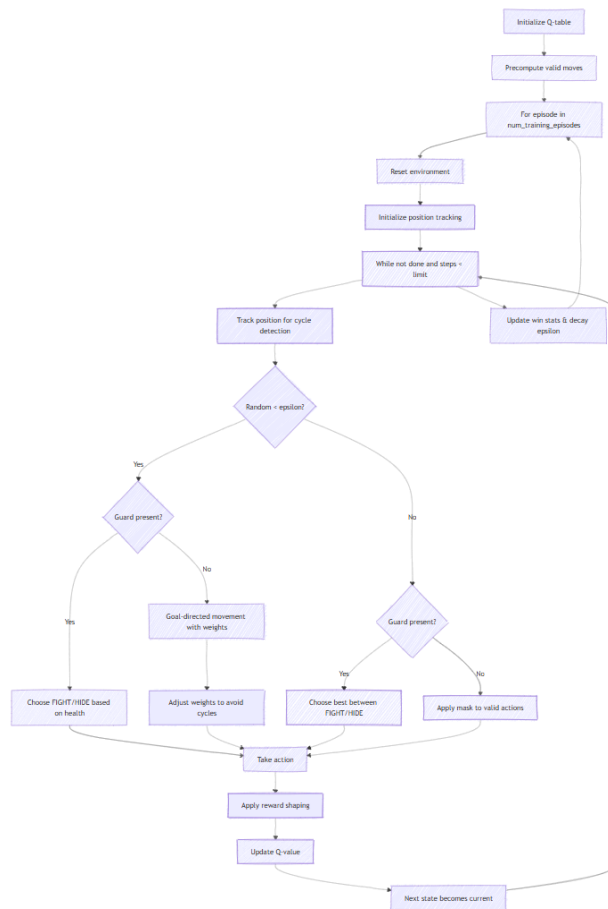 Initialize Q-table
Precompute valid moves
For episode in
num_training_episodes
Reset environment
Initialize position tracking
While not done and steps <
limit
Track position for cycle
detection
Update win stats & decay
epsilon
Random < epsilon?
Yes
No
Guard present?
No
Yes
Goal-directed movement
with weights
Guard present?
Yes
No
Choose FIGHT/HIDE based
on health
Adjust weights to avoid
cycles
Choose best between
FIGHT/HIDE
Apply mask to valid actions
Take action
Apply reward shaping
Update Q-value
Next state becomes current